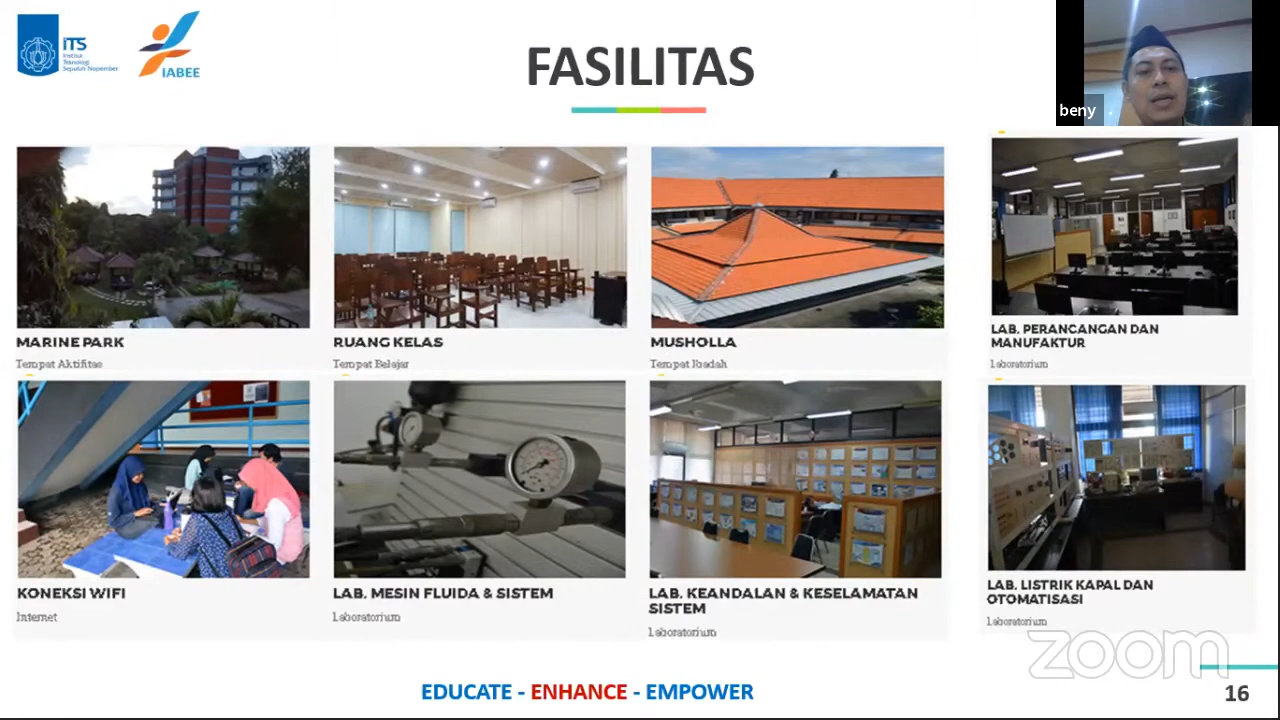 ITS
Institut
Teknologi
Sepuluh Nopember
IABEE
FASILITAS
beny
MARINE PARK
Tempat Aktifitas
RUANG KELAS
Tempat Belajar
MUSHOLLA
Tempat Ibadah
LAB. PERANCANGAN DAN
MANUFAKTUR
Laboratorium
KONEKSI WIFI
Internet
LAB. MESIN FLUIDA & SISTEM
Laboratorium
LAB. KEANDALAN & KESELAMATAN
SISTEM
Laboratorium
LAB. LISTRIK KAPAL DAN
OTOMATISASI
Laboratorium
zoom
EDUCATE - ENHANCE - EMPOWER
16